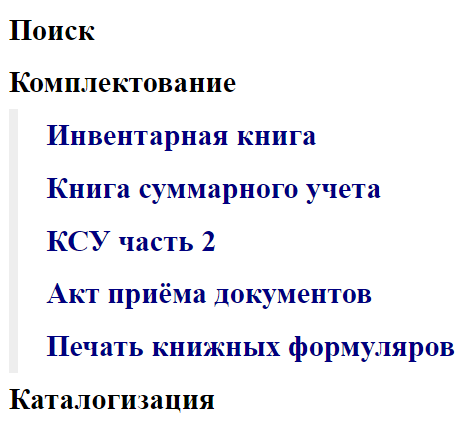 Поиск
Комплектование
Инвентарная книга
Книга суммарного учета
КСУ часть 2
Акт приёма документов
Печать книжных формуляров
Каталогизация